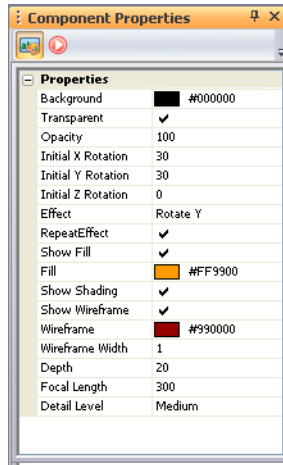 Component Properties
Properties
Background #000000
Transparent
Opacity 100
Initial X Rotation 30
Initial Y Rotation 30
Initial Z Rotation 0
Effect Rotate Y
RepeatEffect
Show Fill
Fill #FF9900
Show Shading
Show Wireframe
Wireframe #990000
Wireframe Width 1
Depth 20
Focal Length 300
Detail Level Medium